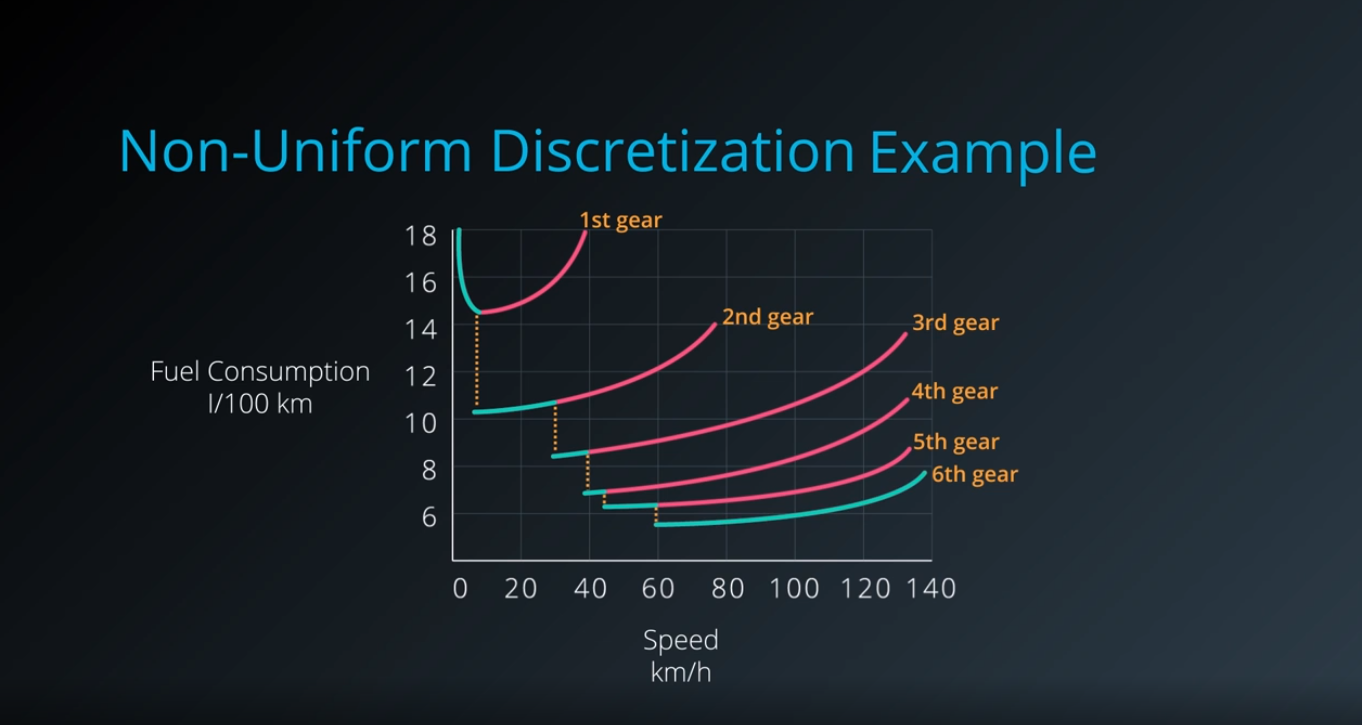 Non-Uniform Discretization Example
1st gear
18
16
2nd gear
3rd gear
14
Fuel Consumption
l/100 km
12
4th gear
10
5th gear
8
6th gear
6
0 20 40 60 80 100 120 140
Speed
km/h